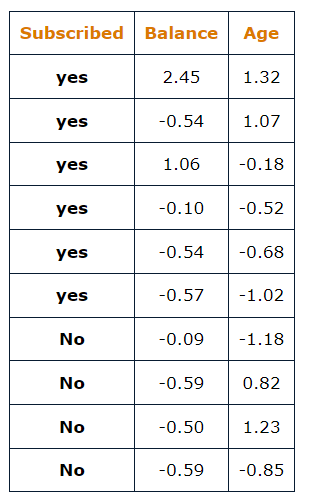 Subscribed Balance Age
yes 2.45 1.32
yes -0.54 1.07
yes 1.06 -0.18
yes -0.10 -0.52
yes -0.54 -0.68
yes -0.57 -1.02
No -0.09 -1.18
No -0.59 0.82
No -0.50 1.23
No -0.59 -0.85